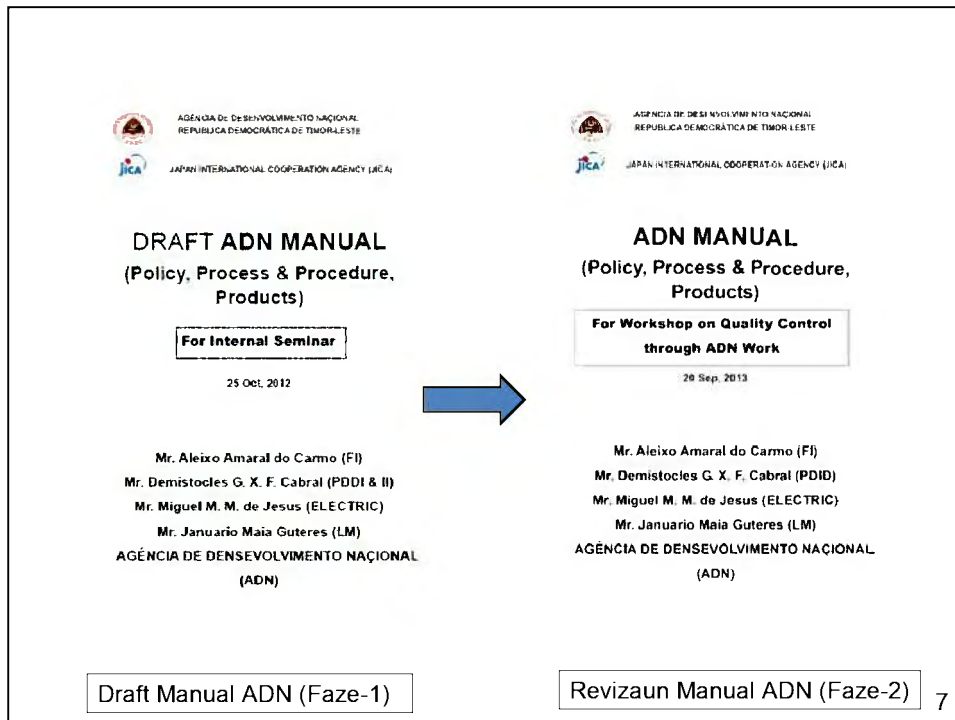 AGÊNCIA DE DESENVOLVIMENTO NAÇIONAL
REPUBLICA DEMOCRÁTICA DE TIMOR-LESTE
jICA
JAPAN INTERNATIONAL COOPERATION AGENCY (JICA)
DRAFT ADN MANUAL
(Policy, Process & Procedure,
Products)
For Internal Seminar
25 Oct, 2012
Mr. Aleixo Amaral do Carmo (FI)
Mr. Demistocles G. X. F. Cabral (PDDI & II)
Mr. Miguel M. M. de Jesus (ELECTRIC)
Mr. Januario Maia Guteres (LM)
AGÊNCIA DE DENSEVOLVIMENTO NAÇIONAL
(ADN)
Draft Manual ADN (Faze-1)
AGÊNCIA DE DESENVOLVIMENTO NAÇIONAL
REPUBLICA DEMOCRÁTICA DE TIMOR-LESTE
jICA
JAPAN INTERNATIONAL COOPERATION AGENCY (JICA)
ADN MANUAL
(Policy, Process & Procedure,
Products)
For Workshop on Quality Control
through ADN Work
20 Sep, 2013
Mr. Aleixo Amaral do Carmo (FI)
Mr. Demistocles G. X. F. Cabral (PDID)
Mr. Miguel M. M. de Jesus (ELECTRIC)
Mr. Januario Maia Guteres (LM)
AGÊNCIA DE DENSEVOLVIMENTO NAÇIONAL
(ADN)
Revizaun Manual ADN (Faze-2)
7